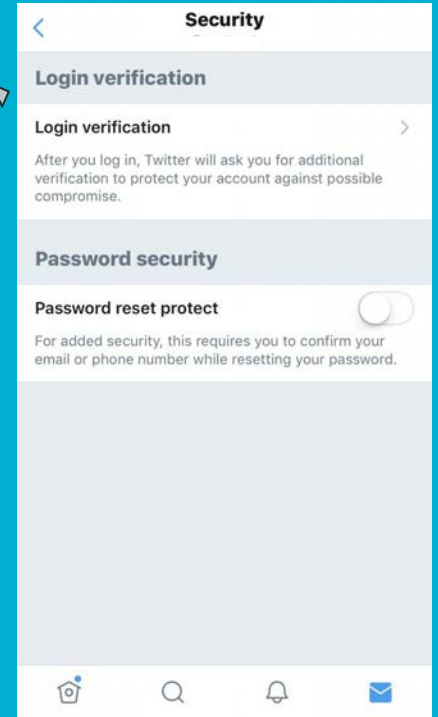 Security
Login verification
Login verification
After you log in, Twitter will ask you for additional
verification to protect your account against possible
compromise.
Password security
Password reset protect
For added security, this requires you to confirm your
email or phone number while resetting your password.